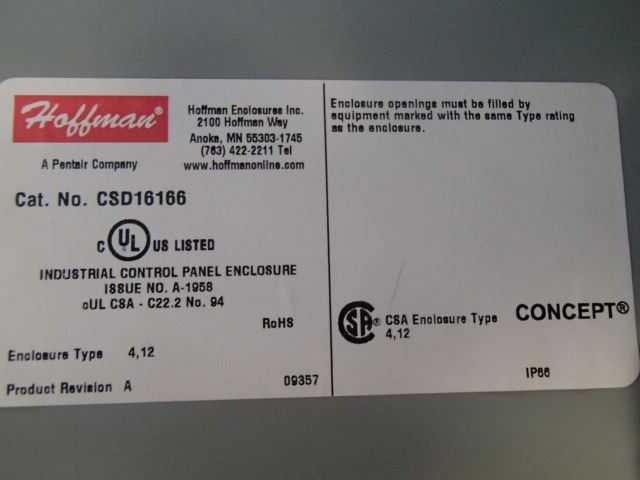 Hoffman®
A Pentair Company
Hoffman Enclosures Inc.
2100 Hoffman Way
Anoka, MN 55303-1745
(763) 422-2211 Tel
www.hoffmanonline.com
Cat. No. CSD16166
C UL US LISTED
INDUSTRIAL CONTROL PANEL ENCLOSURE
ISSUE NO. A-1958
cUL CSA - C22.2 No. 94
RoHS
Enclosure Type 4,12
Product Revision A
09357
Enclosure openings must be filled by
equipment marked with the same Type rating
as the enclosure.
CSA® CSA Enclosure Type
4,12
CONCEPT®
IP66